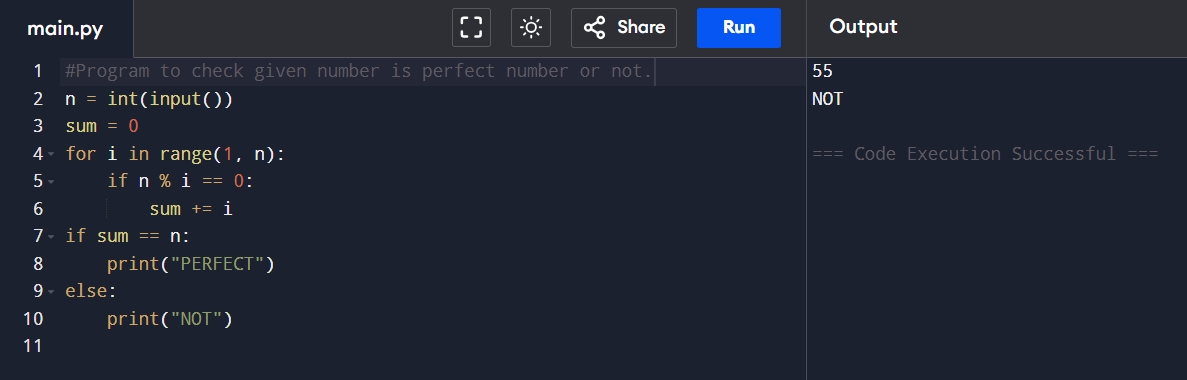 main.py Share Run Output
1 #Program to check given number is perfect number or not.
2 n = int(input())
3 sum = 0
4 for i in range(1, n):
5     if n % i == 0:
6         sum += i
7 if sum == n:
8     print("PERFECT")
9 else:
10     print("NOT")
11
55
NOT
=== Code Execution Successful ===